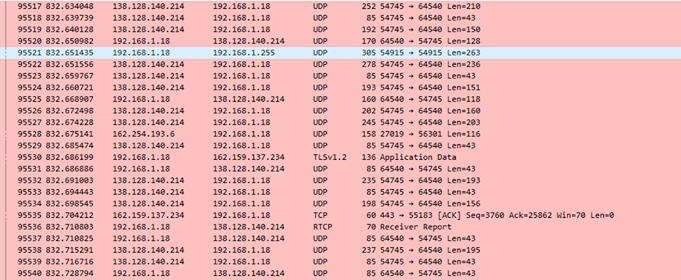 95517 832.634048 138.128.140.214 192.168.1.18 UDP 252 54745 → 64540 Len=210
95518 832.639739 138.128.140.214 192.168.1.18 UDP 85 54745 → 64540 Len=43
95519 832.640128 138.128.140.214 192.168.1.18 UDP 192 54745 → 64540 Len=150
95520 832.650982 192.168.1.18 138.128.140.214 UDP 170 64540 → 54745 Len=128
95521 832.651435 192.168.1.18 192.168.1.255 UDP 305 54915 → 54915 Len=263
95522 832.651556 138.128.140.214 192.168.1.18 UDP 278 54745 → 64540 Len=236
95523 832.659767 192.168.1.18 138.128.140.214 UDP 85 64540 → 54745 Len=43
95524 832.660721 138.128.140.214 192.168.1.18 UDP 193 54745 → 64540 Len=151
95525 832.668907 192.168.1.18 138.128.140.214 UDP 160 64540 → 54745 Len=118
95526 832.672498 138.128.140.214 192.168.1.18 UDP 202 54745 → 64540 Len=160
95527 832.674228 138.128.140.214 192.168.1.18 UDP 245 54745 → 64540 Len=203
95528 832.675141 162.254.193.6 192.168.1.18 UDP 158 27019 → 56301 Len=116
95529 832.685474 138.128.140.214 192.168.1.18 UDP 85 54745 → 64540 Len=43
95530 832.686199 192.168.1.18 162.159.137.234 TLSv1.2 136 Application Data
95531 832.686886 192.168.1.18 138.128.140.214 UDP 85 64540 → 54745 Len=43
95532 832.691003 138.128.140.214 192.168.1.18 UDP 235 54745 → 64540 Len=193
95533 832.694443 192.168.1.18 138.128.140.214 UDP 85 64540 → 54745 Len=43
95534 832.698545 138.128.140.214 192.168.1.18 UDP 198 54745 → 64540 Len=156
95535 832.704212 162.159.137.234 192.168.1.18 TCP 60 443 → 55183 [ACK] Seq=3760 Ack=25862 Win=70 Len=0
95536 832.710803 192.168.1.18 138.128.140.214 RTCP 70 Receiver Report
95537 832.710825 192.168.1.18 138.128.140.214 UDP 85 64540 → 54745 Len=43
95538 832.715291 138.128.140.214 192.168.1.18 UDP 237 54745 → 64540 Len=195
95539 832.716716 138.128.140.214 192.168.1.18 UDP 85 54745 → 64540 Len=43
95540 832.728794 192.168.1.18 138.128.140.214 UDP 85 64540 → 54745 Len=43